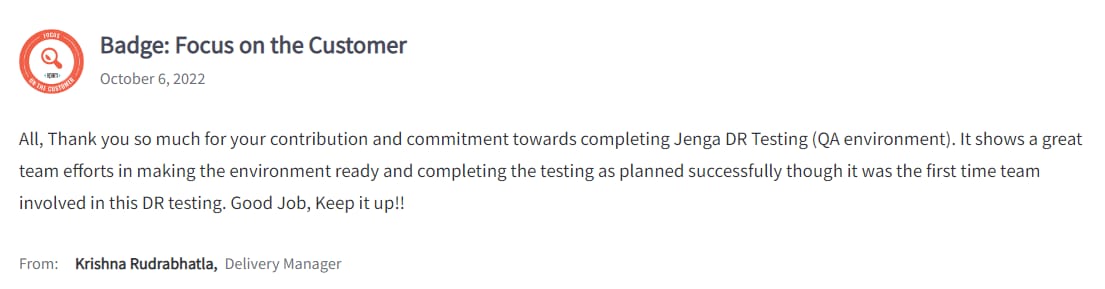 FOCUS
ON THE CUSTOMER
Badge: Focus on the Customer
October 6, 2022
All, Thank you so much for your contribution and commitment towards completing Jenga DR Testing (QA environment). It shows a great
team efforts in making the environment ready and completing the testing as planned successfully though it was the first time team
involved in this DR testing. Good Job, Keep it up!!
From: Krishna Rudrabhatla, Delivery Manager